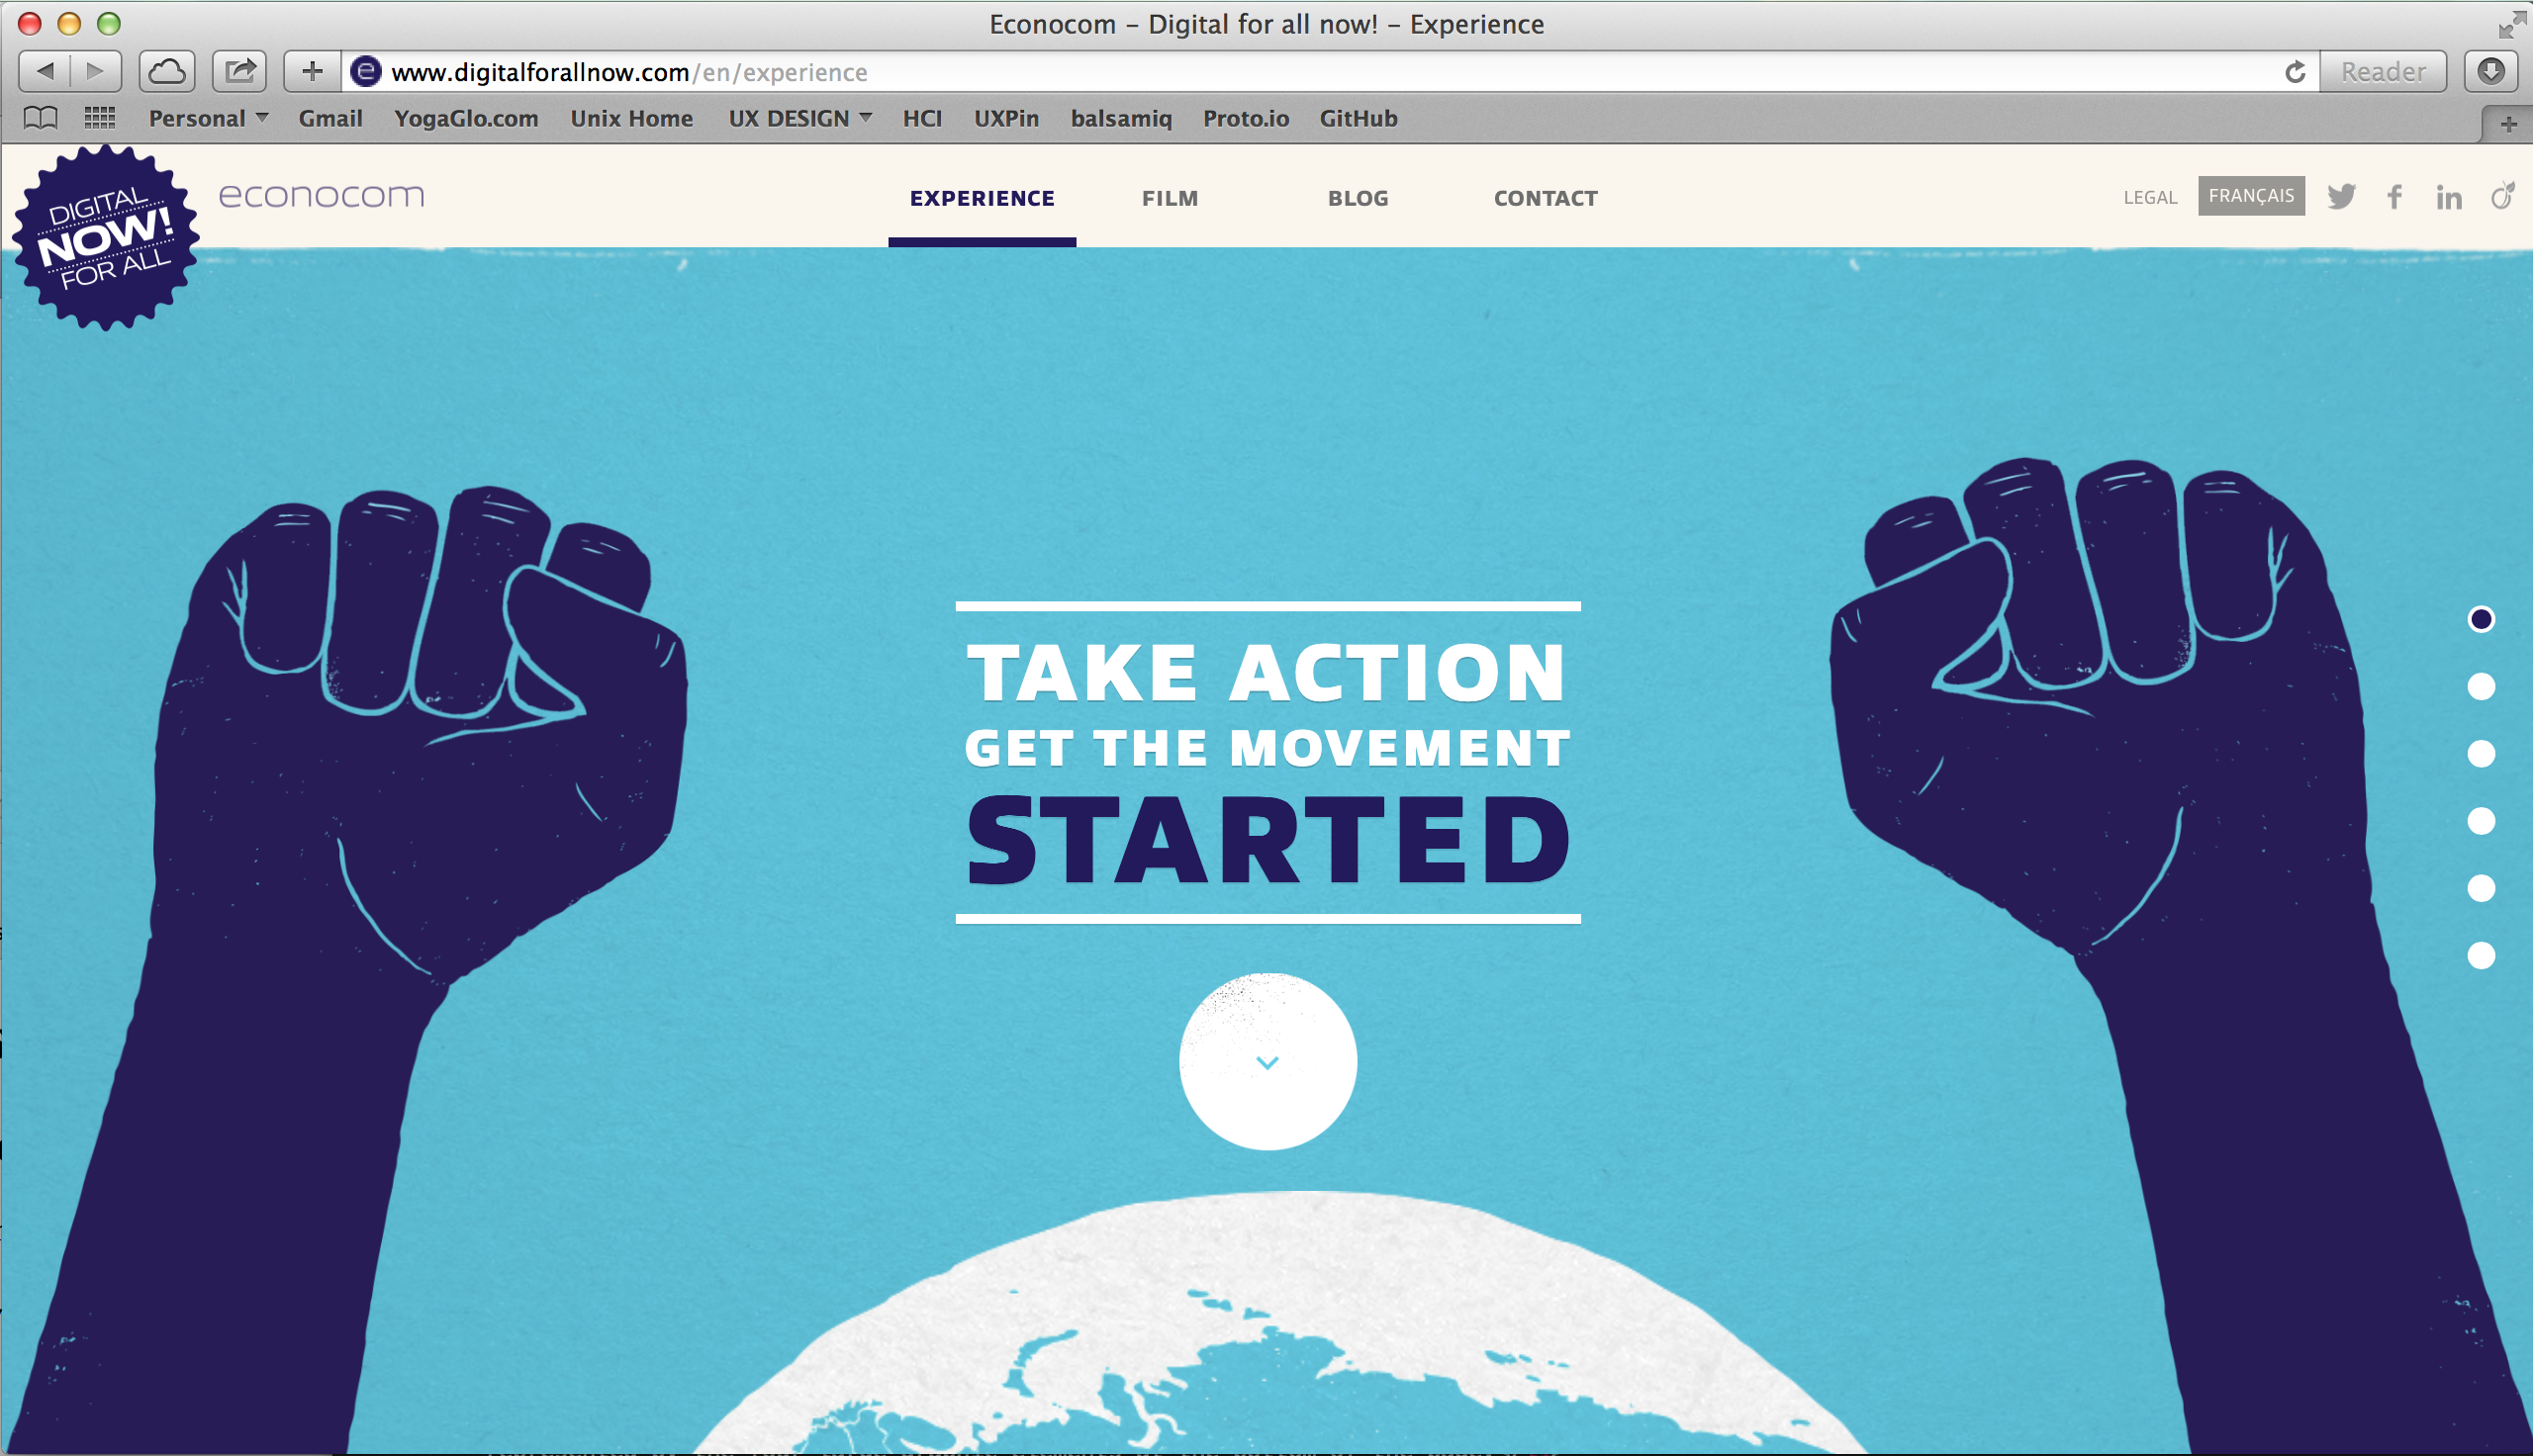 Econocom – Digital for all now! – Experience
www.digitalforallnow.com/en/experience
Reader
Personal Gmail YogaGlo.com Unix Home UX DESIGN HCI UXPin balsamiq Proto.io GitHub
DIGITAL
NOW!
FOR ALL
econocom
EXPERIENCE FILM BLOG CONTACT
LEGAL FRANÇAIS
TAKE ACTION
GET THE MOVEMENT
STARTED